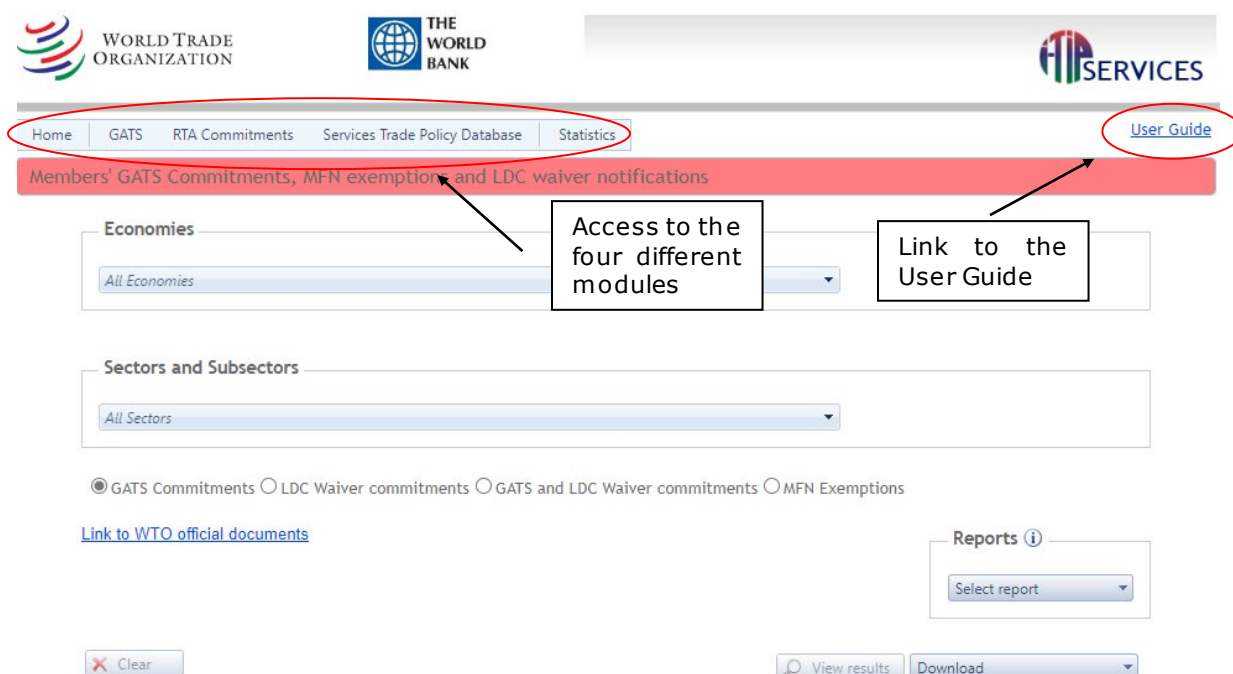 WORLD TRADE
ORGANIZATION
THE
WORLD
BANK
iTIP
SERVICES
Home GATS RTA Commitments Services Trade Policy Database Statistics
User Guide
Members' GATS Commitments, MFN exemptions and LDC waiver notifications
Economies
All Economies
Access to the
four different
modules
Link to the
User Guide
Sectors and Subsectors
All Sectors
GATS Commitments LDC Waiver commitments GATS and LDC Waiver commitments MFN Exemptions
Link to WTO official documents
Reports i
Select report
Clear
View results
Download